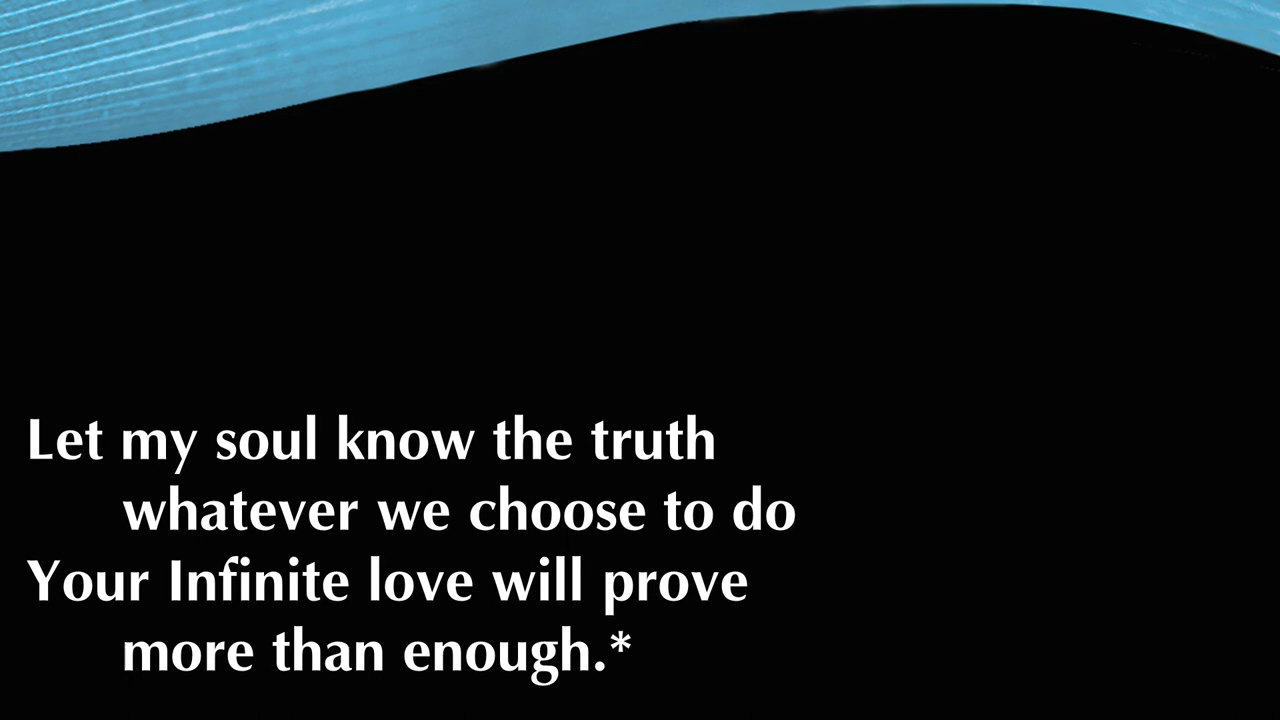 Let my soul know the truth
whatever we choose to do
Your Infinite love will prove
more than enough.*